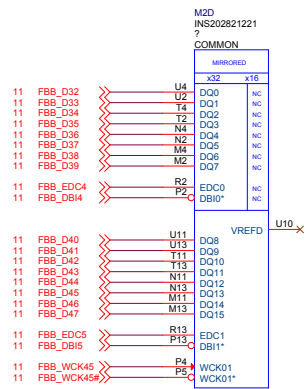 M2D
INS202821221
?
COMMON
MIRRORED
x32 x16
11 FBB_D32 U4 DQ0 NC
11 FBB_D33 U2 DQ1 NC
11 FBB_D34 T4 DQ2 NC
11 FBB_D35 T2 DQ3 NC
11 FBB_D36 N4 DQ4 NC
11 FBB_D37 N2 DQ5 NC
11 FBB_D38 M4 DQ6 NC
11 FBB_D39 M2 DQ7 NC
11 FBB_EDC4 R2 EDC0 NC
11 FBB_DBI4 P2 DBI0* NC
VREFD U10
11 FBB_D40 U11 DQ8
11 FBB_D41 U13 DQ9
11 FBB_D42 T11 DQ10
11 FBB_D43 T13 DQ11
11 FBB_D44 N11 DQ12
11 FBB_D45 N13 DQ13
11 FBB_D46 M11 DQ14
11 FBB_D47 M13 DQ15
11 FBB_EDC5 R13 EDC1
11 FBB_DBI5 P13 DBI1*
11 FBB_WCK45 P4 WCK01
11 FBB_WCK45# P5 WCK01*